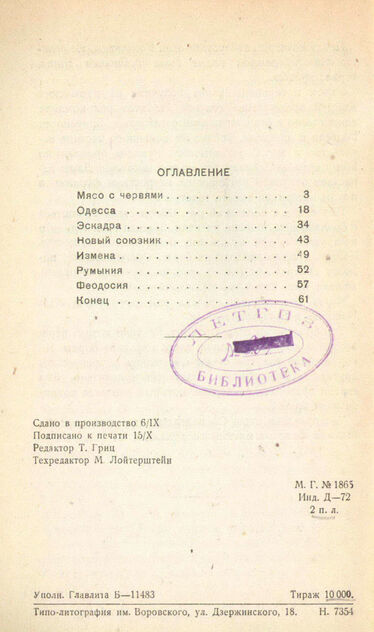 ОГЛАВЛЕНИЕ
Мясо с червями . . . . . . . . . . . . . 3
Одесса . . . . . . . . . . . . . . . . 18
Эскадра . . . . . . . . . . . . . . . 34
Новый союзник . . . . . . . . . . . . 43
Измена . . . . . . . . . . . . . . . . 49
Румыния . . . . . . . . . . . . . . . 52
Феодосия . . . . . . . . . . . . . . . 57
Конец . . . . . . . . . . . . . . . . 61
ДЕТГИЗ
БИБЛИОТЕКА
Сдано в производство 6/IX
Подписано к печати 15/X
Редактор Т. Гриц
Техредактор М. Лойтерштейн
М. Г. № 1865
Инд. Д—72
2 п. л.
Уполн. Главлита Б—11483 Тираж 10 000.
Типо-литография им. Воровского, ул. Дзержинского, 18. Н. 7354